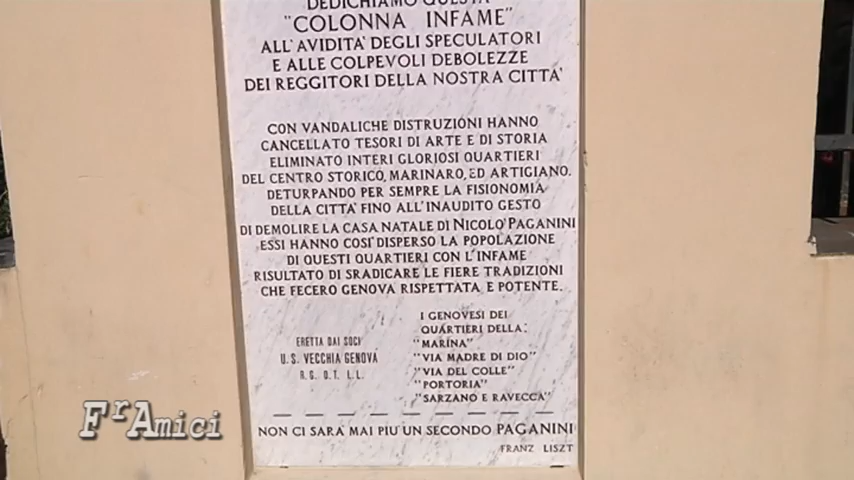 DEDICHIAMO QUESTA
"COLONNA INFAME"
ALL'AVIDITÀ DEGLI SPECULATORI
E ALLE COLPEVOLI DEBOLEZZE
DEI REGGITORI DELLA NOSTRA CITTÀ
CON VANDALICHE DISTRUZIONI HANNO
CANCELLATO TESORI DI ARTE E DI STORIA
ELIMINATO INTERI GLORIOSI QUARTIERI
DEL CENTRO STORICO, MARINARO, ED ARTIGIANO.
DETURPANDO PER SEMPRE LA FISIONOMIA
DELLA CITTÀ FINO ALL'INAUDITO GESTO
DI DEMOLIRE LA CASA NATALE DI NICOLO' PAGANINI
ESSI HANNO COSI' DISPERSO LA POPOLAZIONE
DI QUESTI QUARTIERI CON L'INFAME
RISULTATO DI SRADICARE LE FIERE TRADIZIONI
CHE FECERO GENOVA RISPETTATA E POTENTE.
ERETTA DAI SOCI
U.S. VECCHIA GENOVA
R.G.O.T.L.L.
I GENOVESI DEI
QUARTIERI DELLA:
"MARINA"
"VIA MADRE DI DIO"
"VIA DEL COLLE"
"PORTORIA"
"SARZANO E RAVECCA"
NON CI SARA MAI PIU' UN SECONDO PAGANINI
FRANZ LISZT
FrAmici